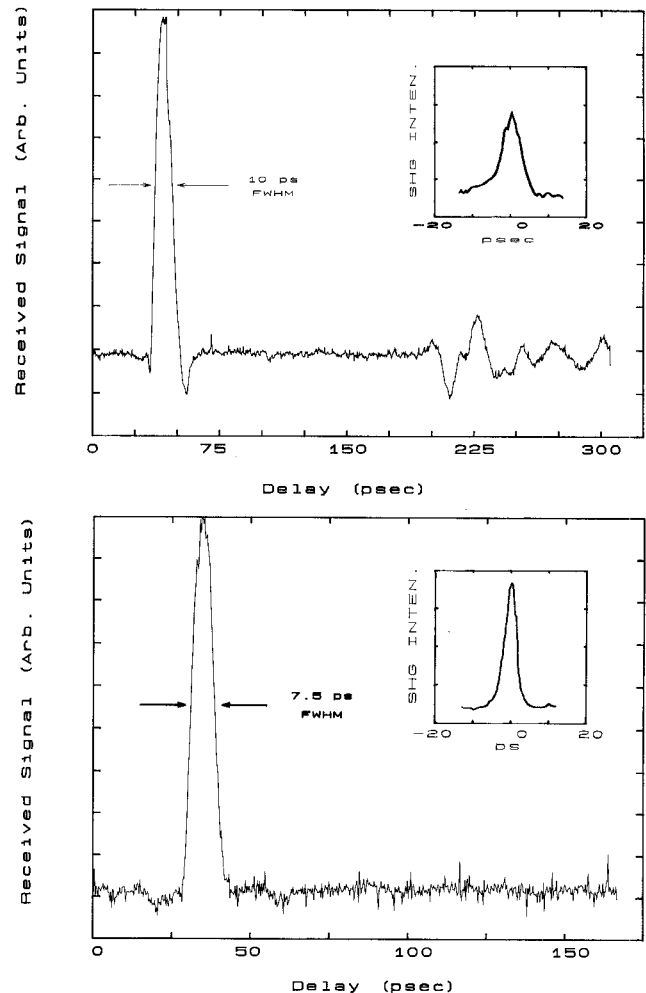 Received Signal (Arb. Units)
10 ps
FWHM
SHG INTEN.
-20 0 20
psec
0 75 150 225 300
Delay (psec)
Received Signal (Arb. Units)
7.5 ps
FWHM
SHG INTEN.
-20 0 20
ps
0 50 100 150
Delay (psec)